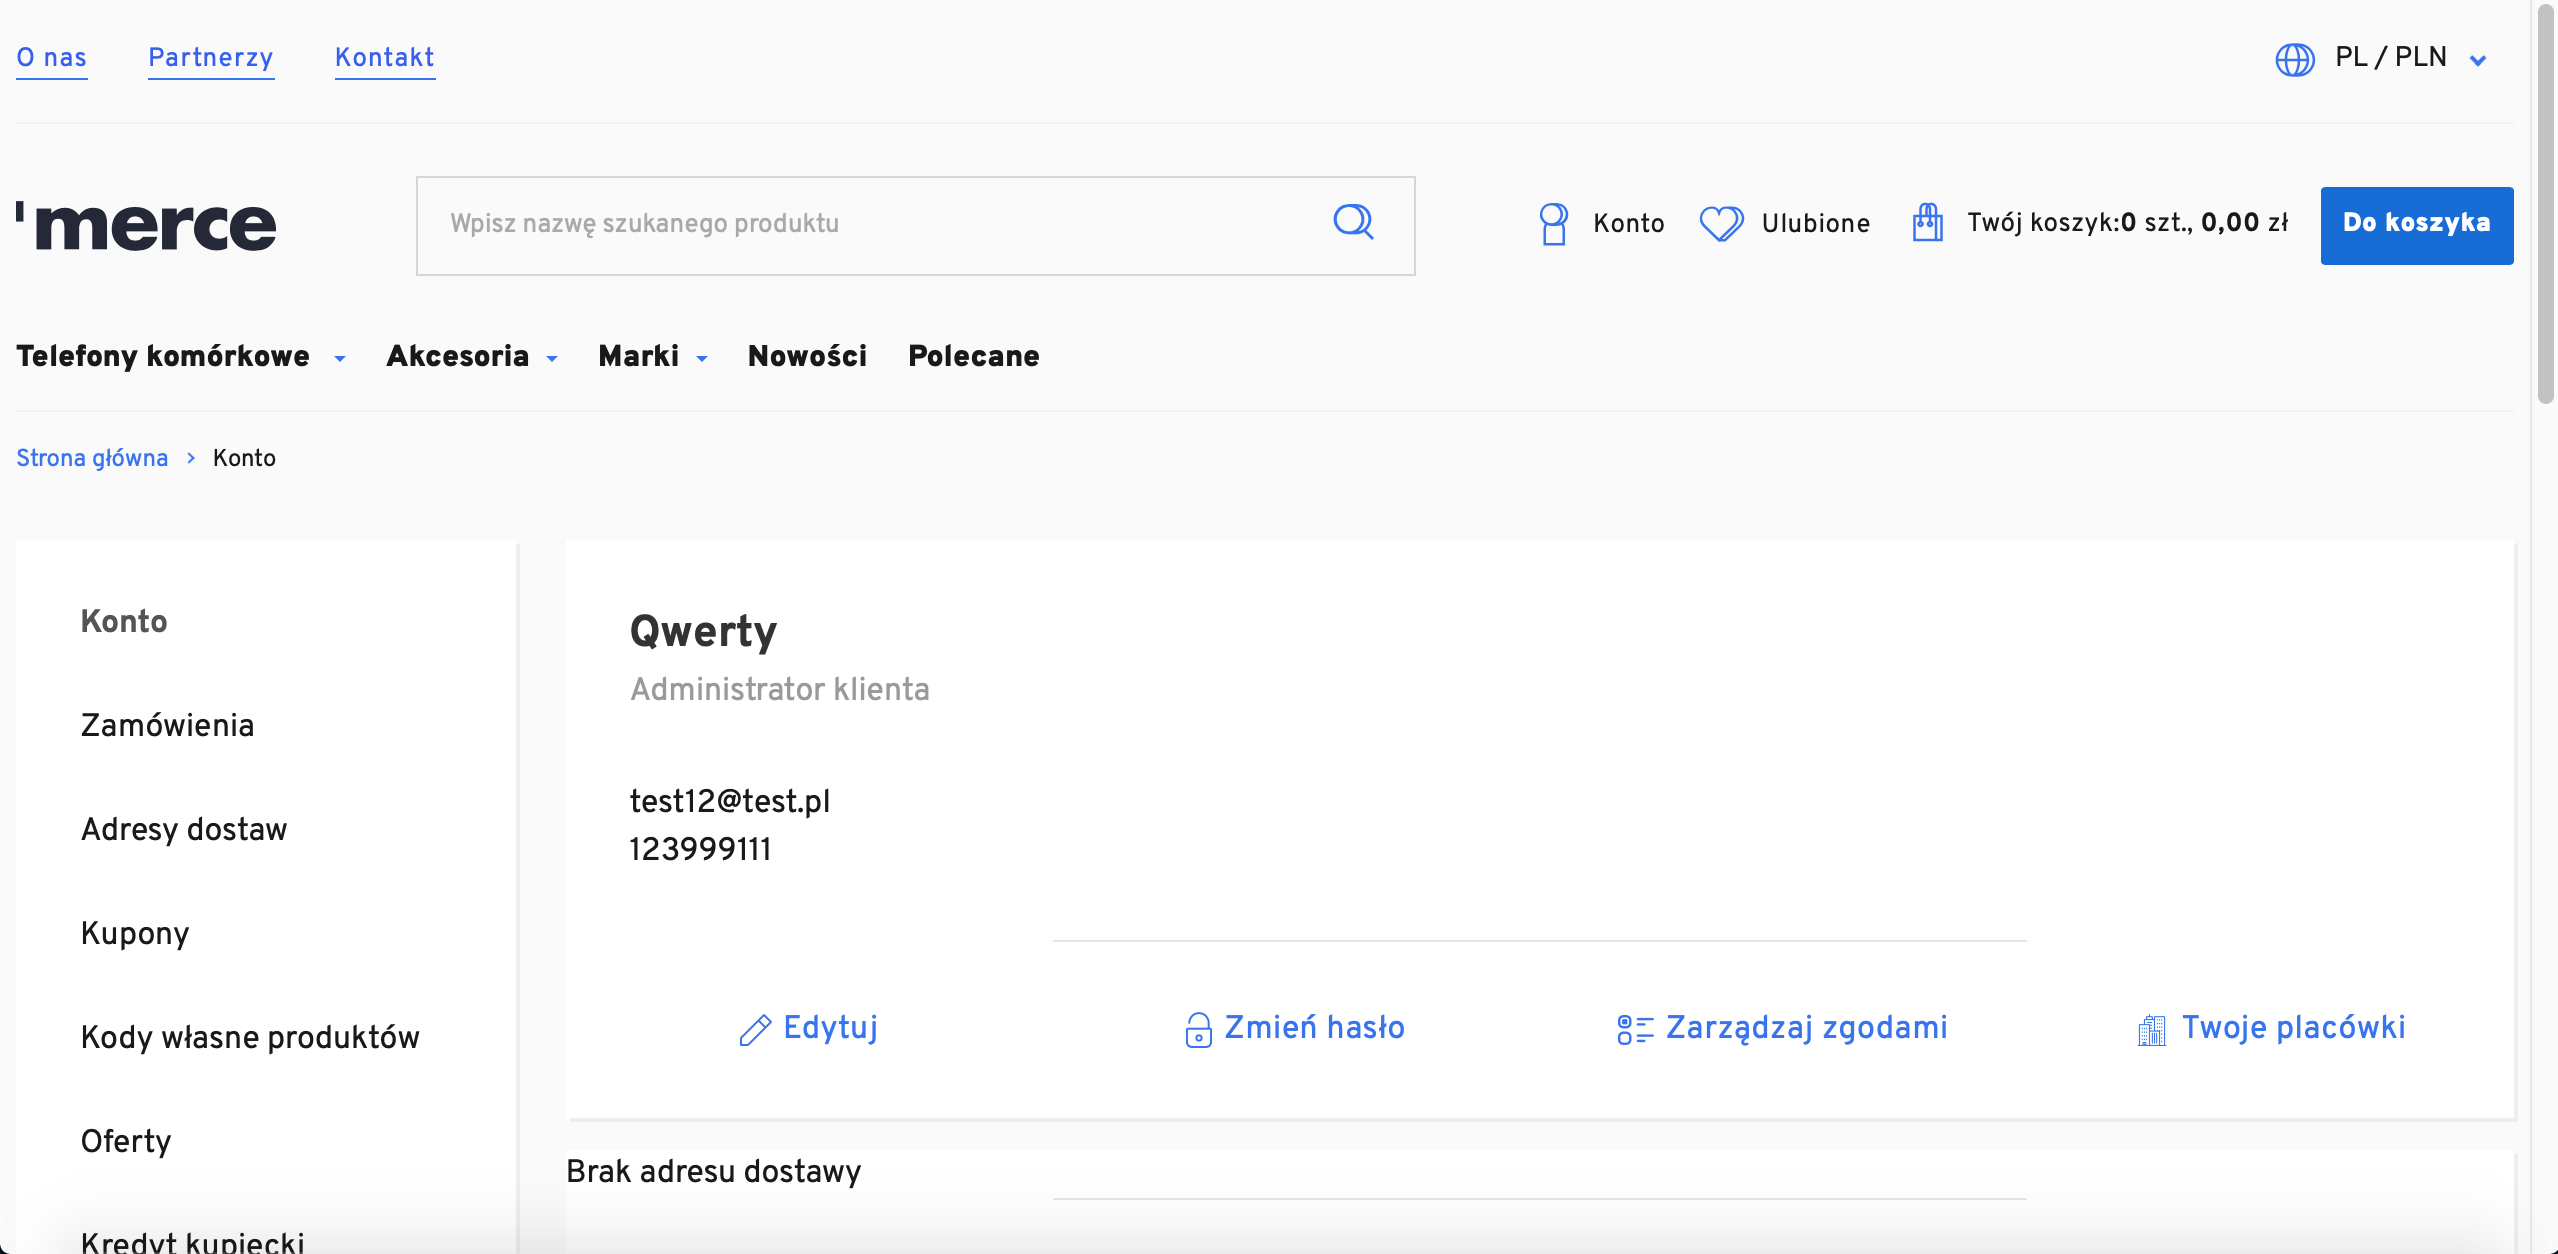 O nas Partnerzy Kontakt PL / PLN
'merce Wpisz nazwę szukanego produktu Konto Ulubione Twój koszyk:0 szt., 0,00 zł Do koszyka
Telefony komórkowe Akcesoria Marki Nowości Polecane
Strona główna > Konto
Konto
Zamówienia
Adresy dostaw
Kupony
Kody własne produktów
Oferty
Kredyt kupiecki
Qwerty
Administrator klienta
test12@test.pl
123999111
Edytuj Zmień hasło Zarządzaj zgodami Twoje placówki
Brak adresu dostawy